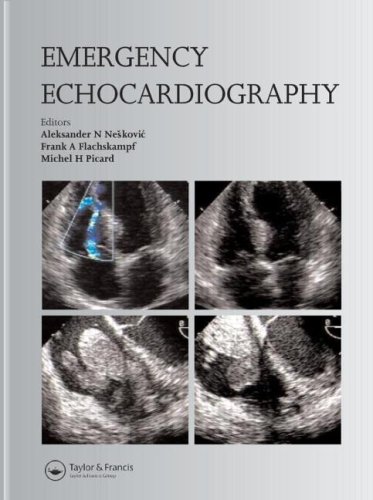 EMERGENCY
ECHOCARDIOGRAPHY
Editors
Aleksander N Nešković
Frank A Flachskampf
Michel H Picard
Taylor & Francis
Taylor & Francis Group